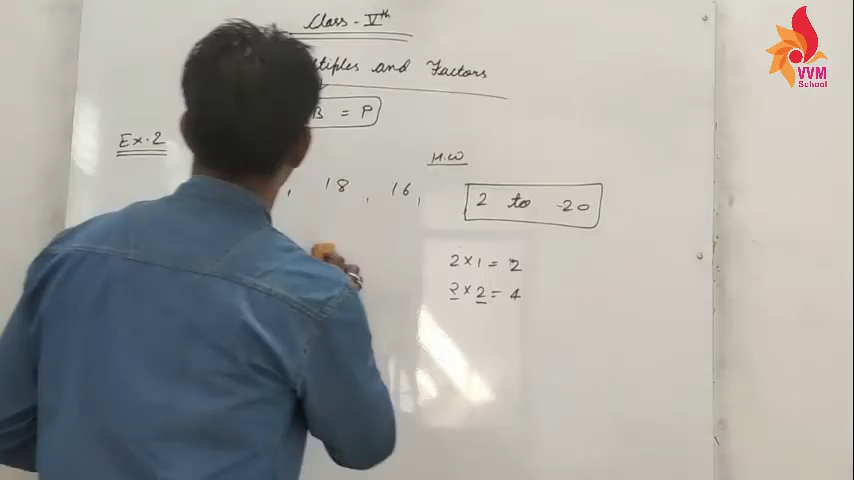 Class - Vth
and Factors
B = P
Ex.2
H.W
, 18 , 16 ,
2 to 20
2 × 1 = 2
2 × 2 = 4
VVM
School